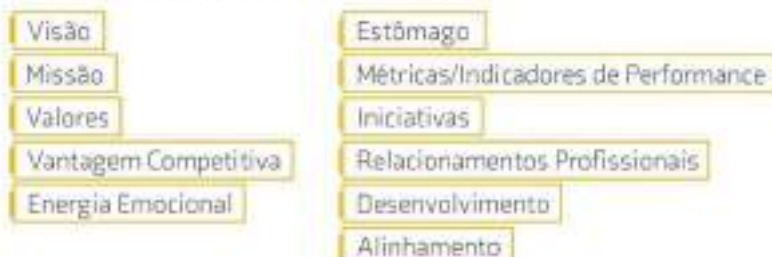 Visão
Missão
Valores
Vantagem Competitiva
Energia Emocional
Estômago
Métricas/Indicadores de Performance
Iniciativas
Relacionamentos Profissionais
Desenvolvimento
Alinhamento